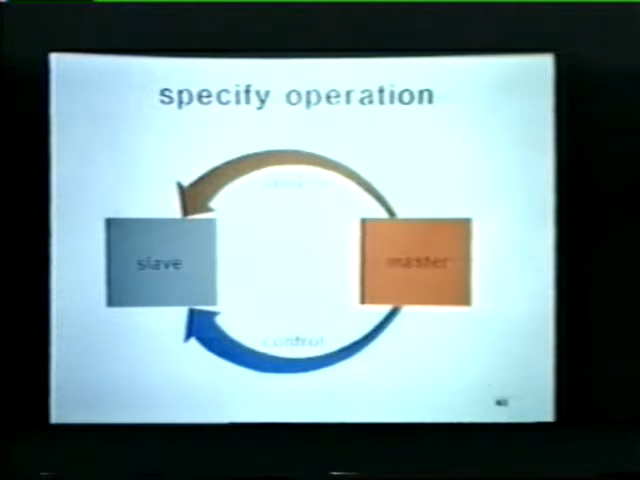 specify operation
slave
master
control